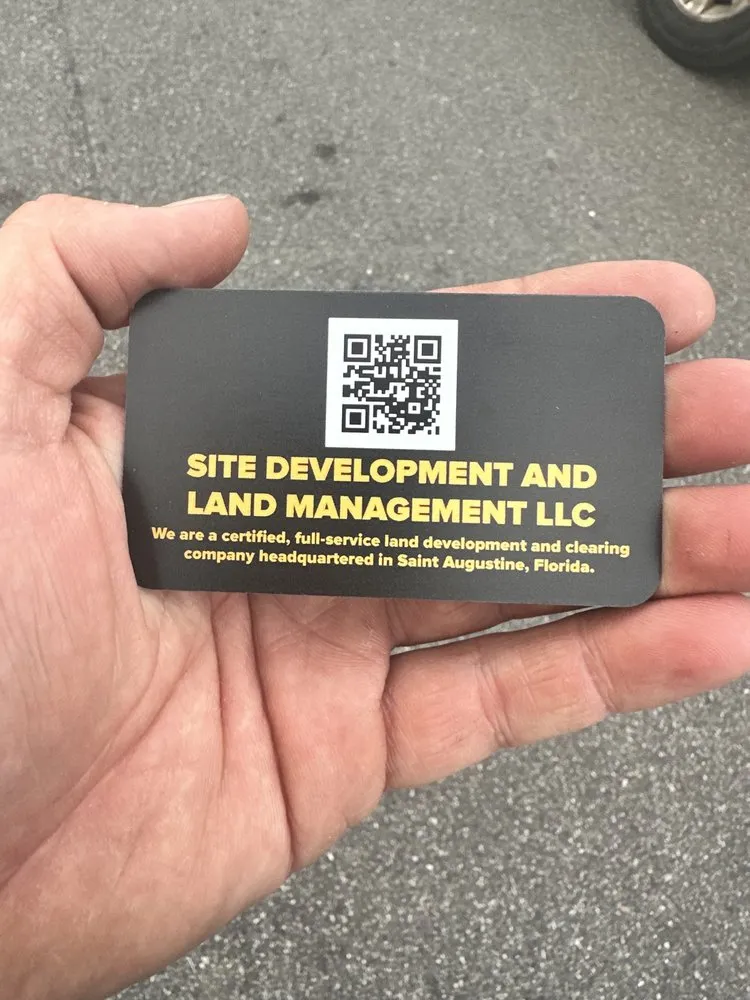 SITE DEVELOPMENT AND
LAND MANAGEMENT LLC
We are a certified, full-service land development and clearing
company headquartered in Saint Augustine, Florida.